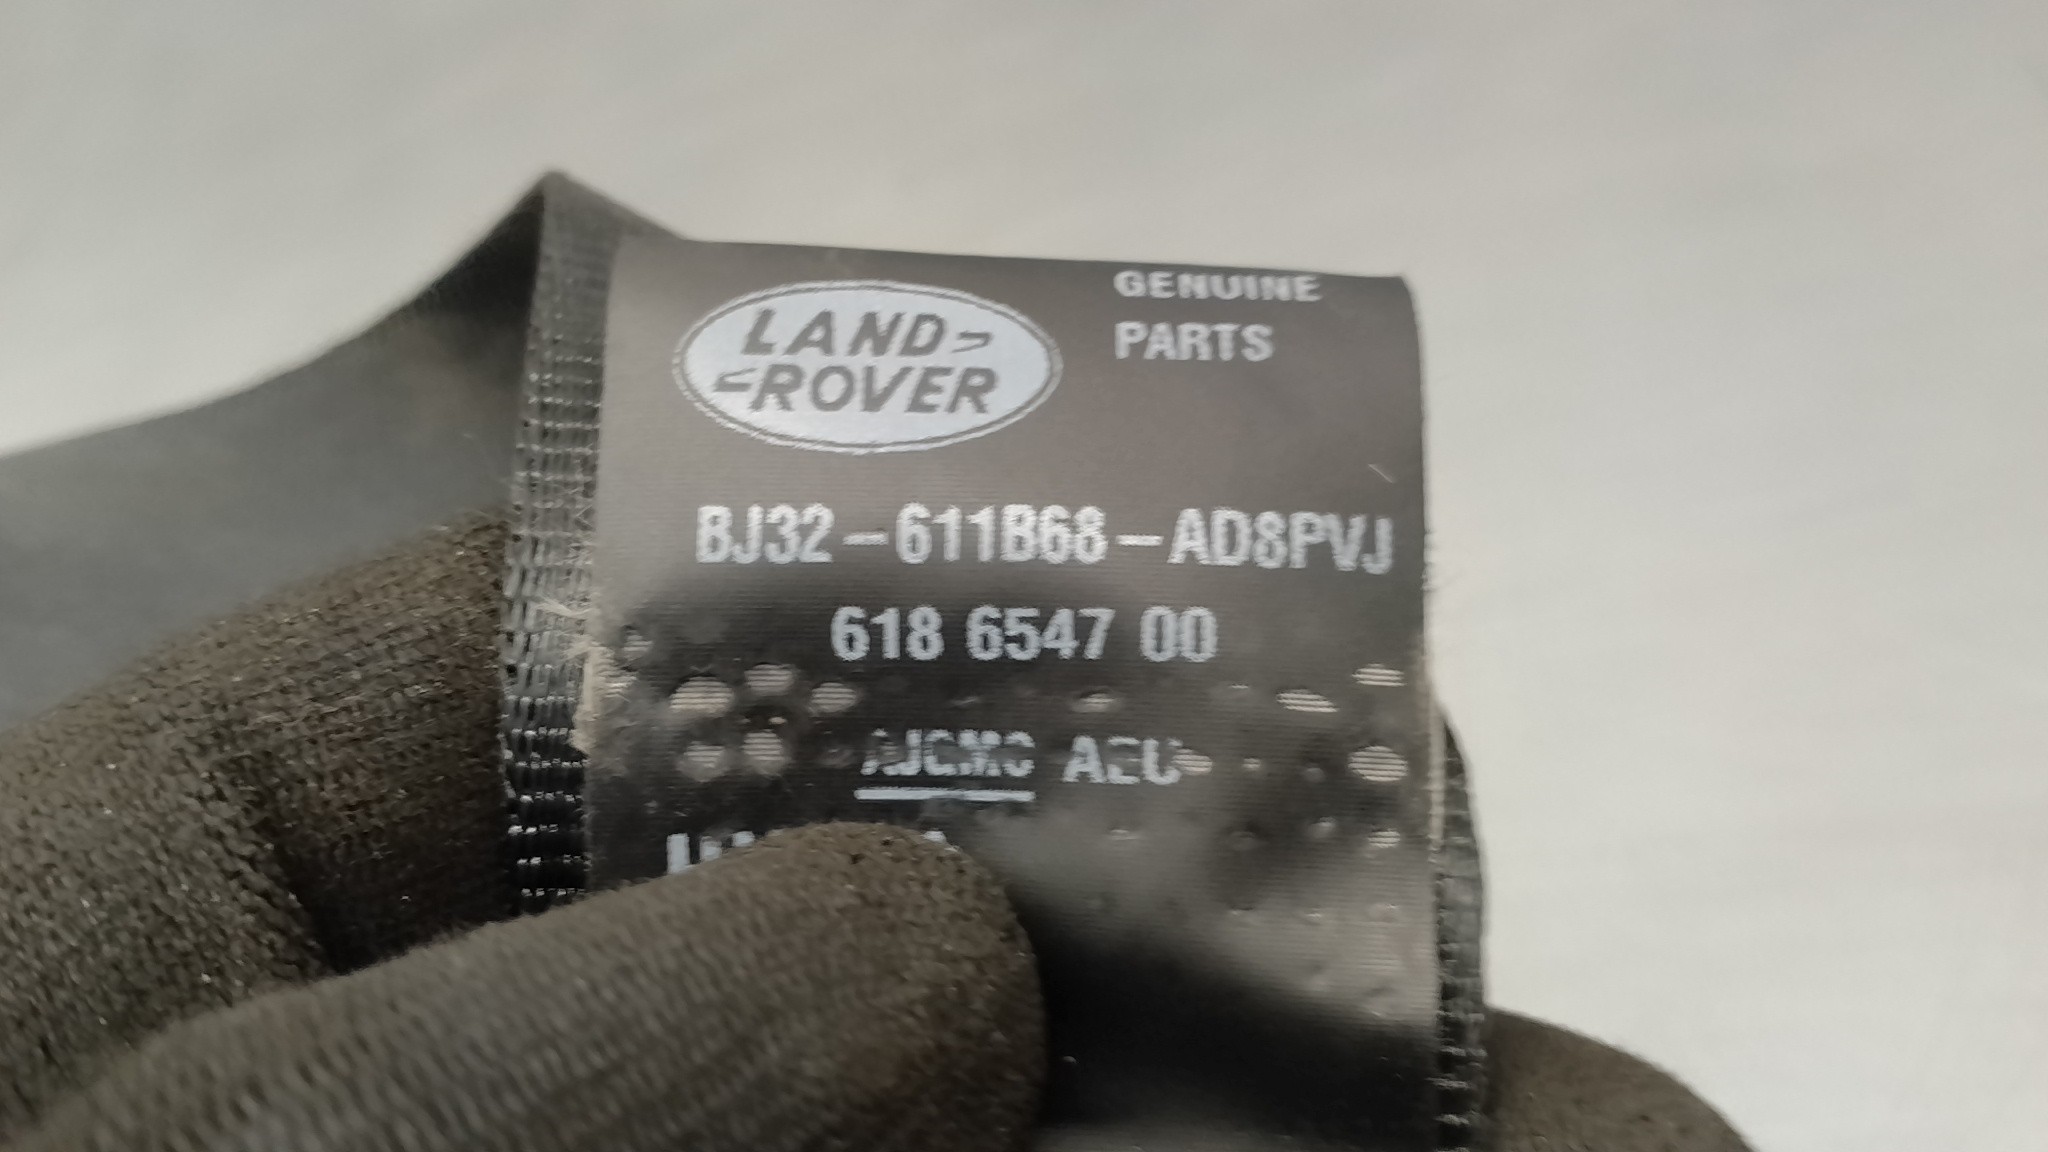 LAND
ROVER
GENUINE
PARTS
BJ32-611B68-AD8PVJ
618 6547 00